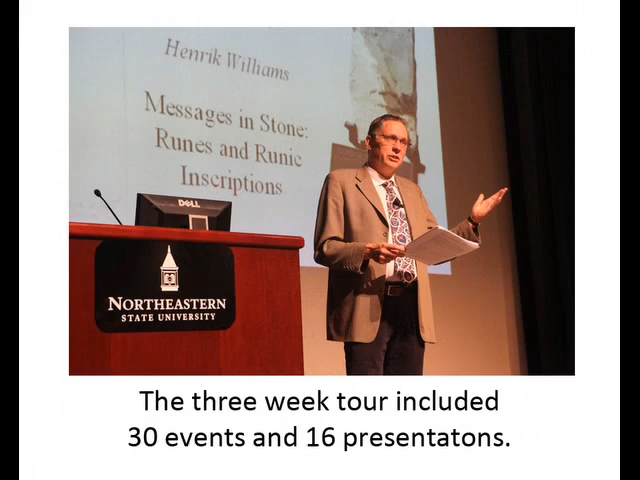 Henrik Williams
Messages in Stone:
Runes and Runic
Inscriptions
DELL
NORTHEASTERN
STATE UNIVERSITY
The three week tour included
30 events and 16 presentatons.